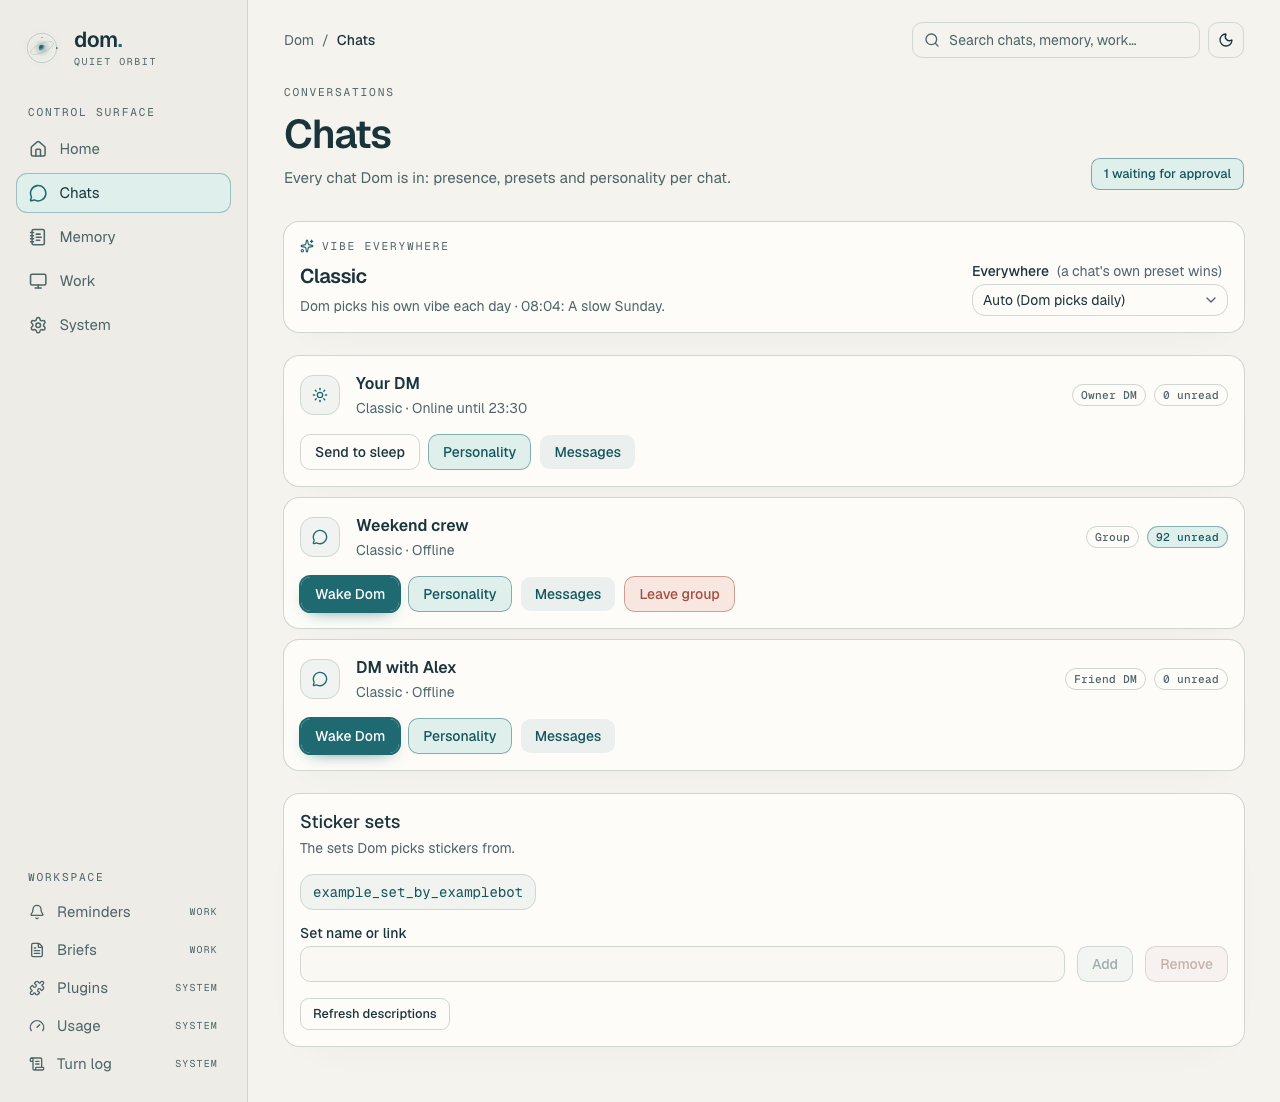 dom.
QUIET ORBIT
CONTROL SURFACE
Home
Chats
Memory
Work
System
WORKSPACE
Reminders WORK
Briefs WORK
Plugins SYSTEM
Usage SYSTEM
Turn log SYSTEM
Dom / Chats
Search chats, memory, work…
CONVERSATIONS
Chats
Every chat Dom is in: presence, presets and personality per chat.
1 waiting for approval
VIBE EVERYWHERE
Classic
Dom picks his own vibe each day · 08:04: A slow Sunday.
Everywhere (a chat's own preset wins)
Auto (Dom picks daily)
Your DM
Classic · Online until 23:30
Owner DM 0 unread
Send to sleep Personality Messages
Weekend crew
Classic · Offline
Group 92 unread
Wake Dom Personality Messages Leave group
DM with Alex
Classic · Offline
Friend DM 0 unread
Wake Dom Personality Messages
Sticker sets
The sets Dom picks stickers from.
example_set_by_examplebot
Set name or link
Add Remove
Refresh descriptions